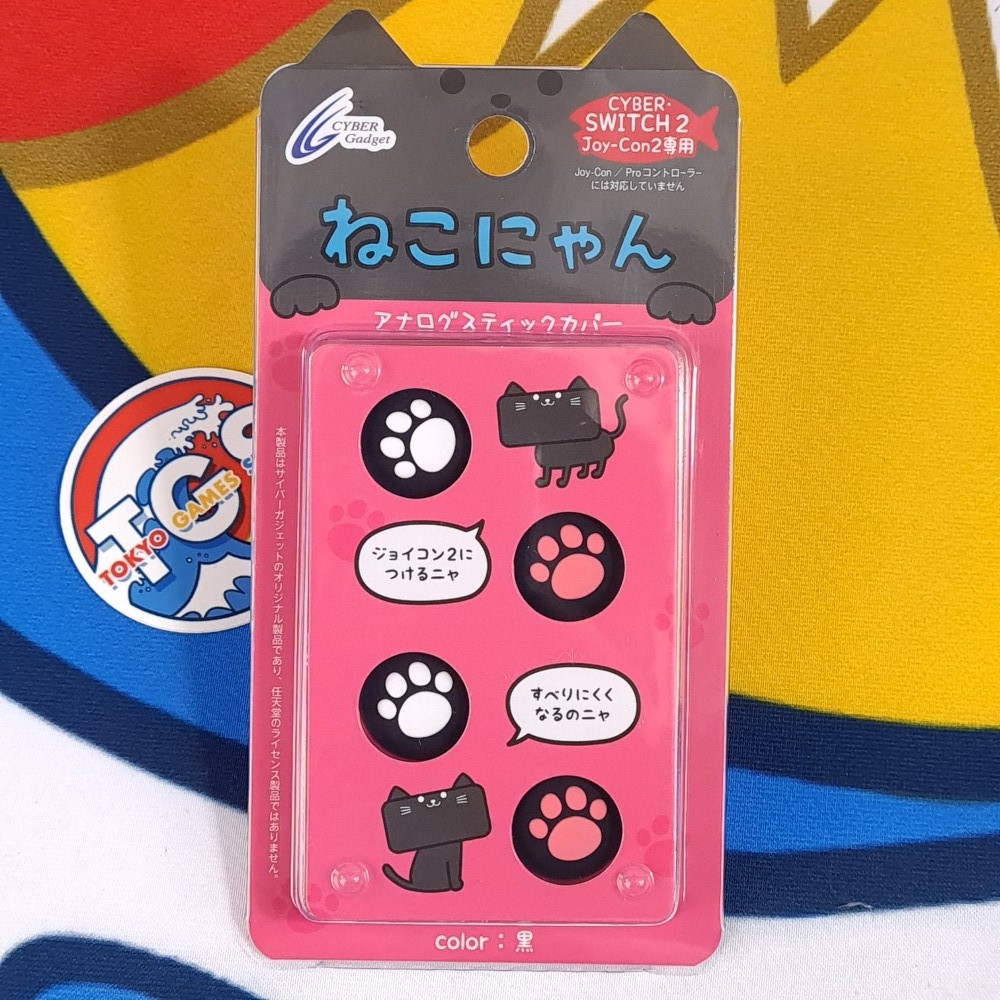 CYBER
Gadget
CYBER・
SWITCH 2
Joy-Con2専用
Joy-Con／Proコントローラー
には対応していません
ねこにゃん
アナログスティックカバー
ジョイコン2に
つけるニャ
すべりにくく
なるのニャ
本製品はサイバーガジェットのオリジナル製品であり、任天堂のライセンス製品ではありません。
color：黒
TOKYO GAMES